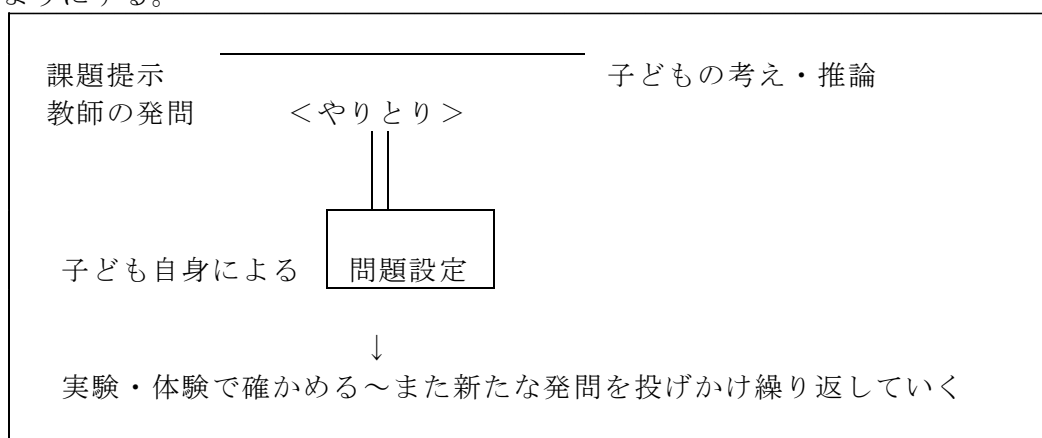 ようにする。
課題提示 子どもの考え・推論
教師の発問 <やりとり>
子ども自身による 問題設定
↓
実験・体験で確かめる～また新たな発問を投げかけ繰り返していく